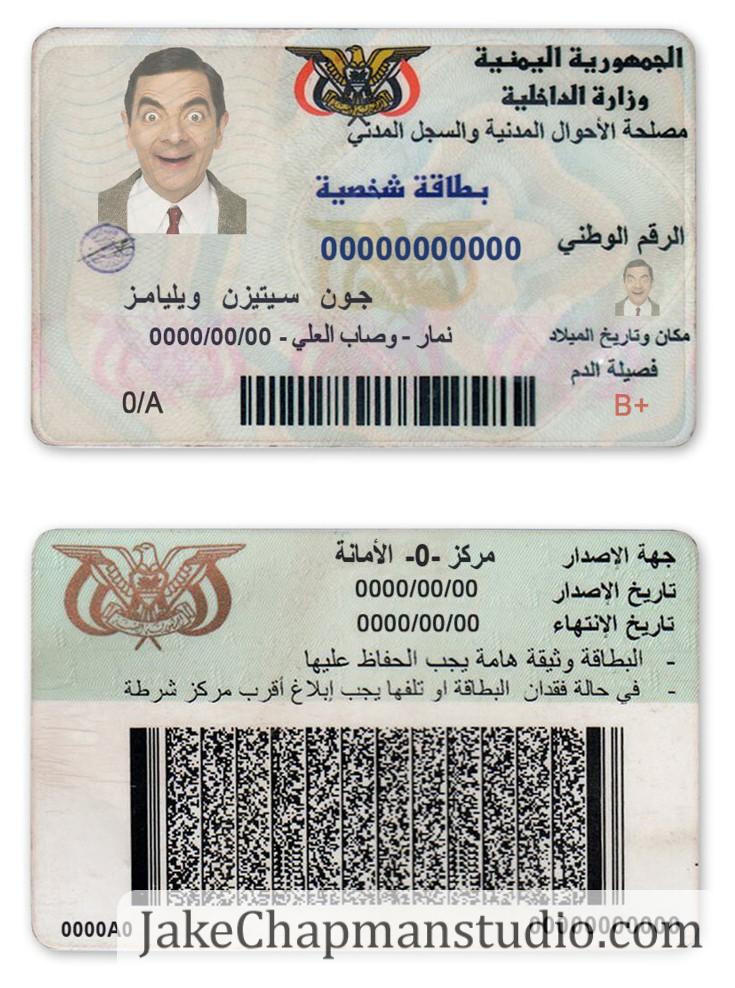 الجمهورية اليمنية
وزارة الداخلية
مصلحة الأحوال المدنية والسجل المدني
بطاقة شخصية
الرقم الوطني 00000000000
جون سيتيزن ويليامز
نمار - وصاب العلي - 0000/00/00
مكان وتاريخ الميلاد
فصيلة الدم
0/A
B+
جهة الإصدار مركز -0- الأمانة
تاريخ الإصدار 0000/00/00
تاريخ الإنتهاء 0000/00/00
- البطاقة وثيقة هامة يجب الحفاظ عليها
- في حالة فقدان البطاقة او تلفها يجب إبلاغ أقرب مركز شرطة
0000A0
00000000000
JakeChapmanstudio.com